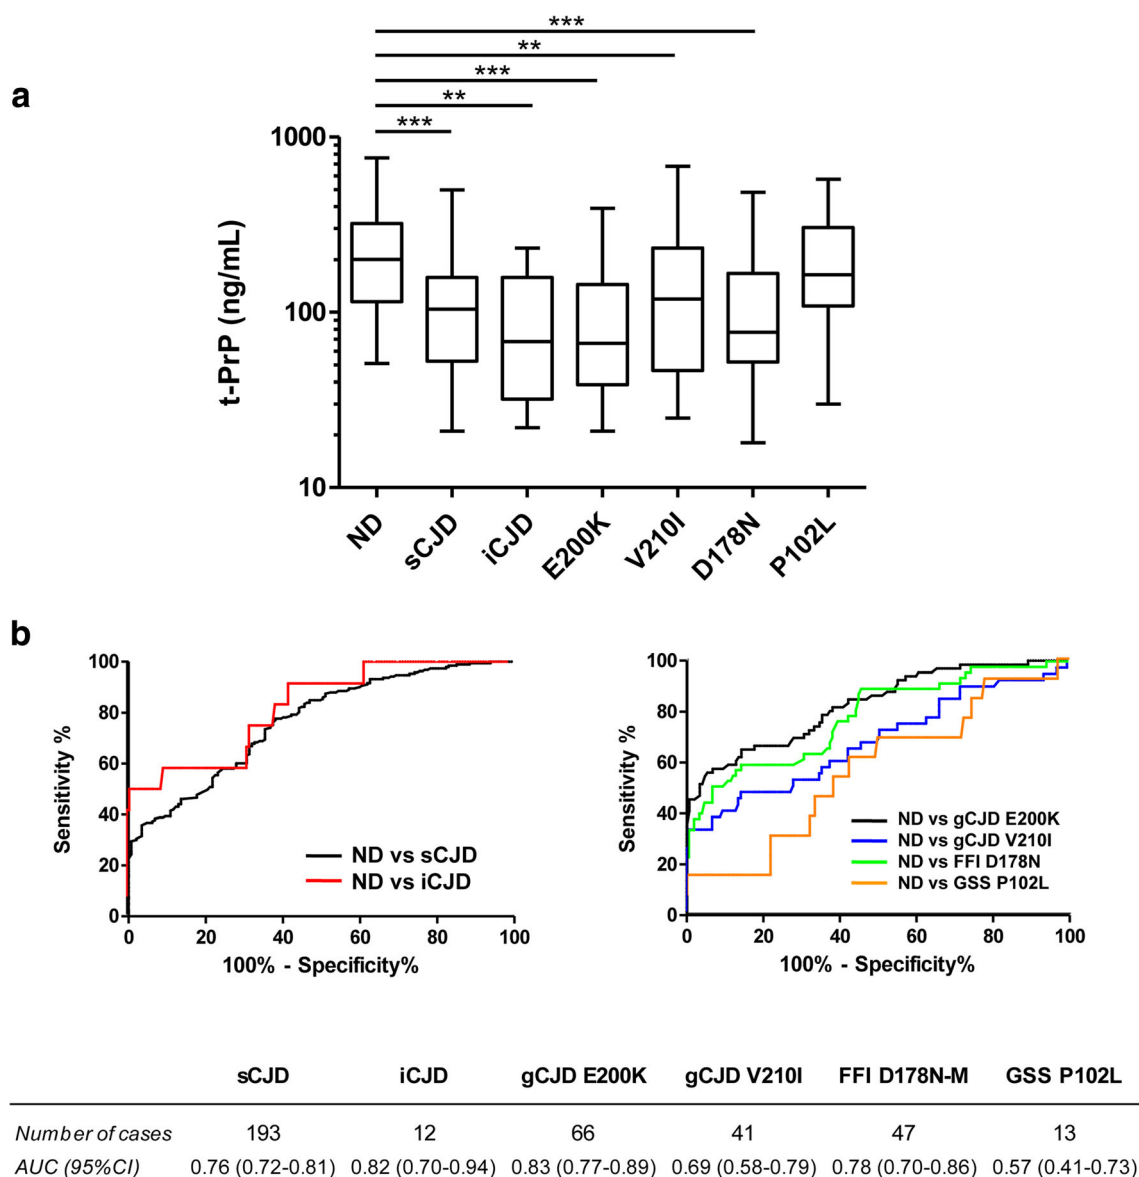 a
***
**
***
**
***
t-PrP (ng/mL)
1000
100
10
ND
sCJD
iCJD
E200K
V210I
D178N
P102L
b
Sensitivity %
100
80
60
40
20
0
ND vs sCJD
ND vs iCJD
0 20 40 60 80 100
100% - Specificity%
Sensitivity %
100
80
60
40
20
0
ND vs gCJD E200K
ND vs gCJD V210I
ND vs FFI D178N
ND vs GSS P102L
0 20 40 60 80 100
100% - Specificity%
sCJD iCJD gCJD E200K gCJD V210I FFI D178N-M GSS P102L
Number of cases 193 12 66 41 47 13
AUC (95%CI) 0.76 (0.72-0.81) 0.82 (0.70-0.94) 0.83 (0.77-0.89) 0.69 (0.58-0.79) 0.78 (0.70-0.86) 0.57 (0.41-0.73)